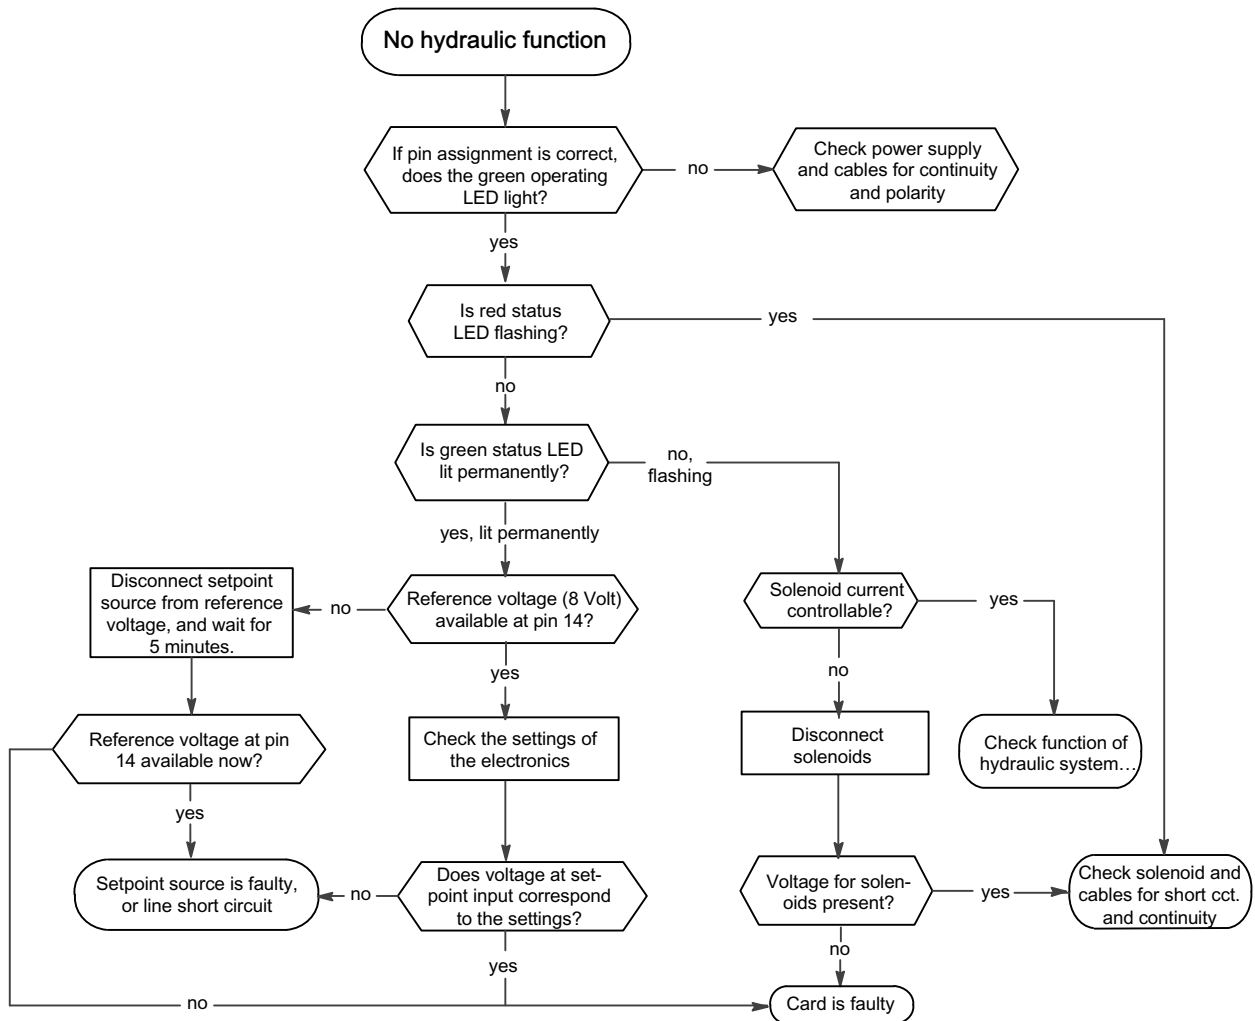 No hydraulic function
If pin assignment is correct,
does the green operating
LED light?
no
Check power supply
and cables for continuity
and polarity
yes
Is red status
LED flashing?
yes
no
Is green status LED
lit permanently?
no,
flashing
yes, lit permanently
Disconnect setpoint
source from reference
voltage, and wait for
5 minutes.
no
Reference voltage (8 Volt)
available at pin 14?
Solenoid current
controllable?
yes
yes
no
Reference voltage at pin
14 available now?
Check the settings of
the electronics
Disconnect
solenoids
Check function of
hydraulic system…
yes
Setpoint source is faulty,
or line short circuit
no
Does voltage at set-
point input correspond
to the settings?
Voltage for solen-
oids present?
yes
Check solenoid and
cables for short cct.
and continuity
yes
no
no
Card is faulty